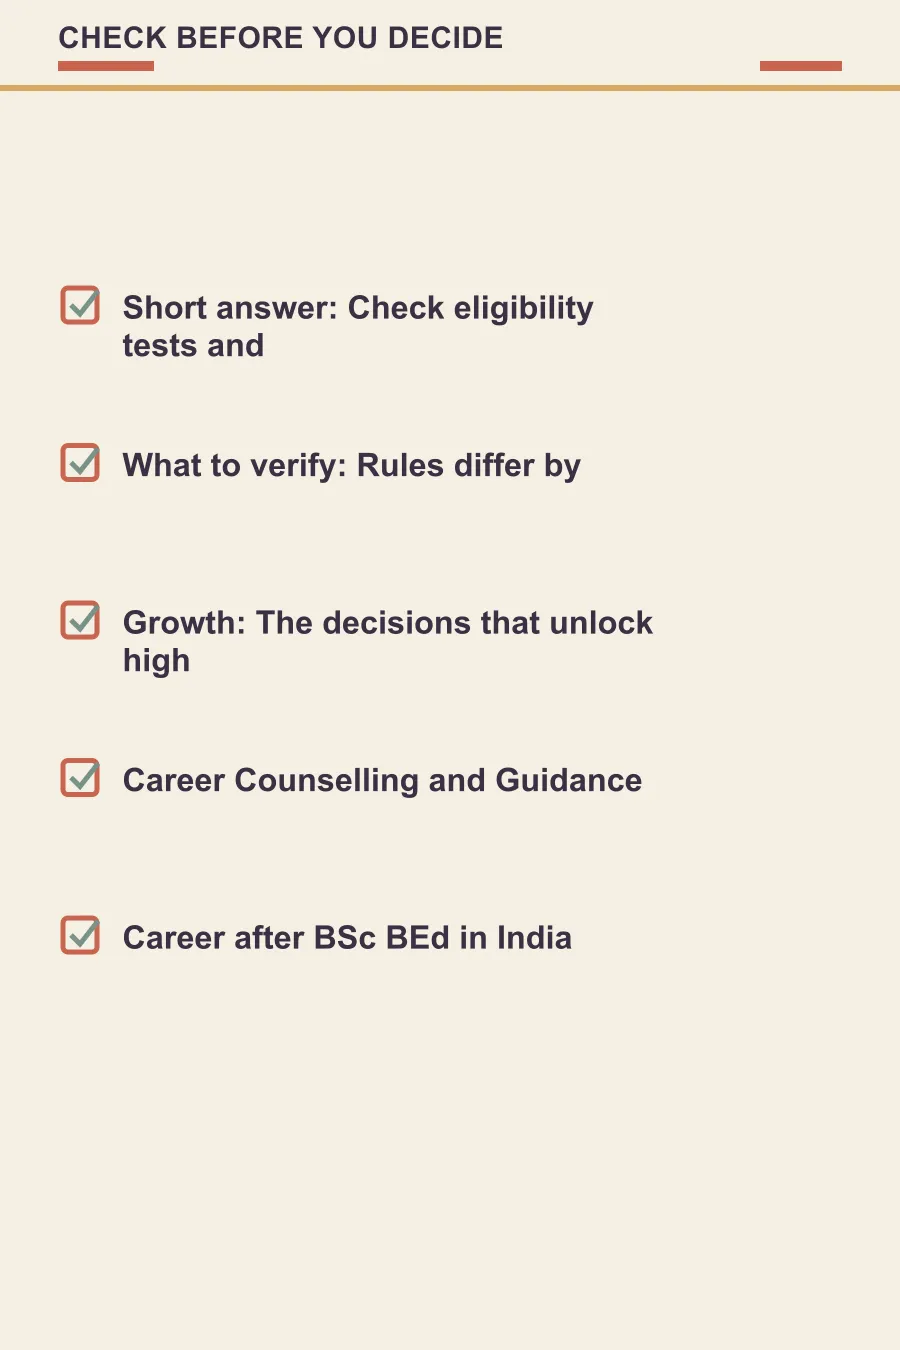 CHECK BEFORE YOU DECIDE
Short answer: Check eligibility
tests and
What to verify: Rules differ by
Growth: The decisions that unlock
high
Career Counselling and Guidance
Career after BSc BEd in India